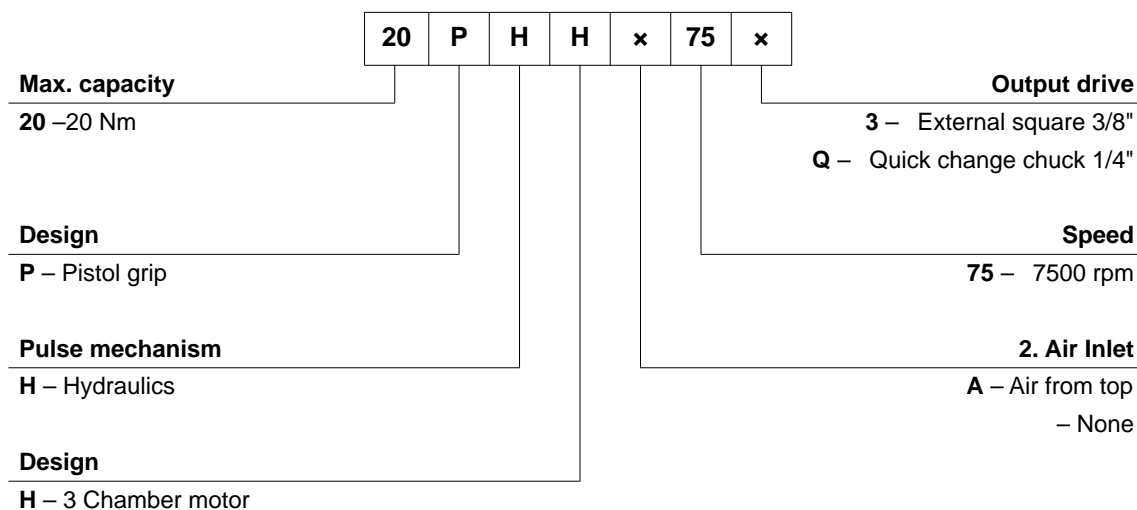 20 P H H × 75 ×
Max. capacity
20 –20 Nm
Design
P – Pistol grip
Pulse mechanism
H – Hydraulics
Design
H – 3 Chamber motor
Output drive
3 – External square 3/8"
Q – Quick change chuck 1/4"
Speed
75 – 7500 rpm
2. Air Inlet
A – Air from top
– None